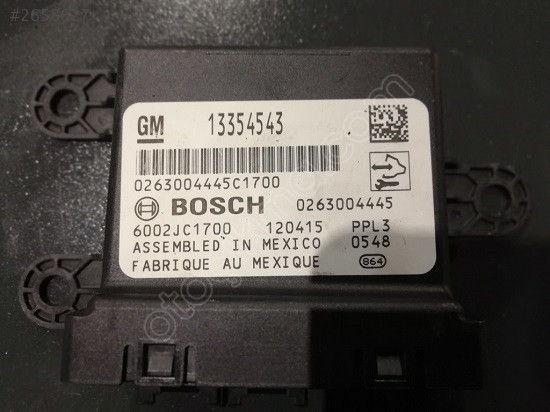 GM 13354543
0263004445C1700
BOSCH 0263004445
6002JC1700 120415 PPL3
ASSEMBLED IN MEXICO 0548
FABRIQUE AU MEXIQUE 864